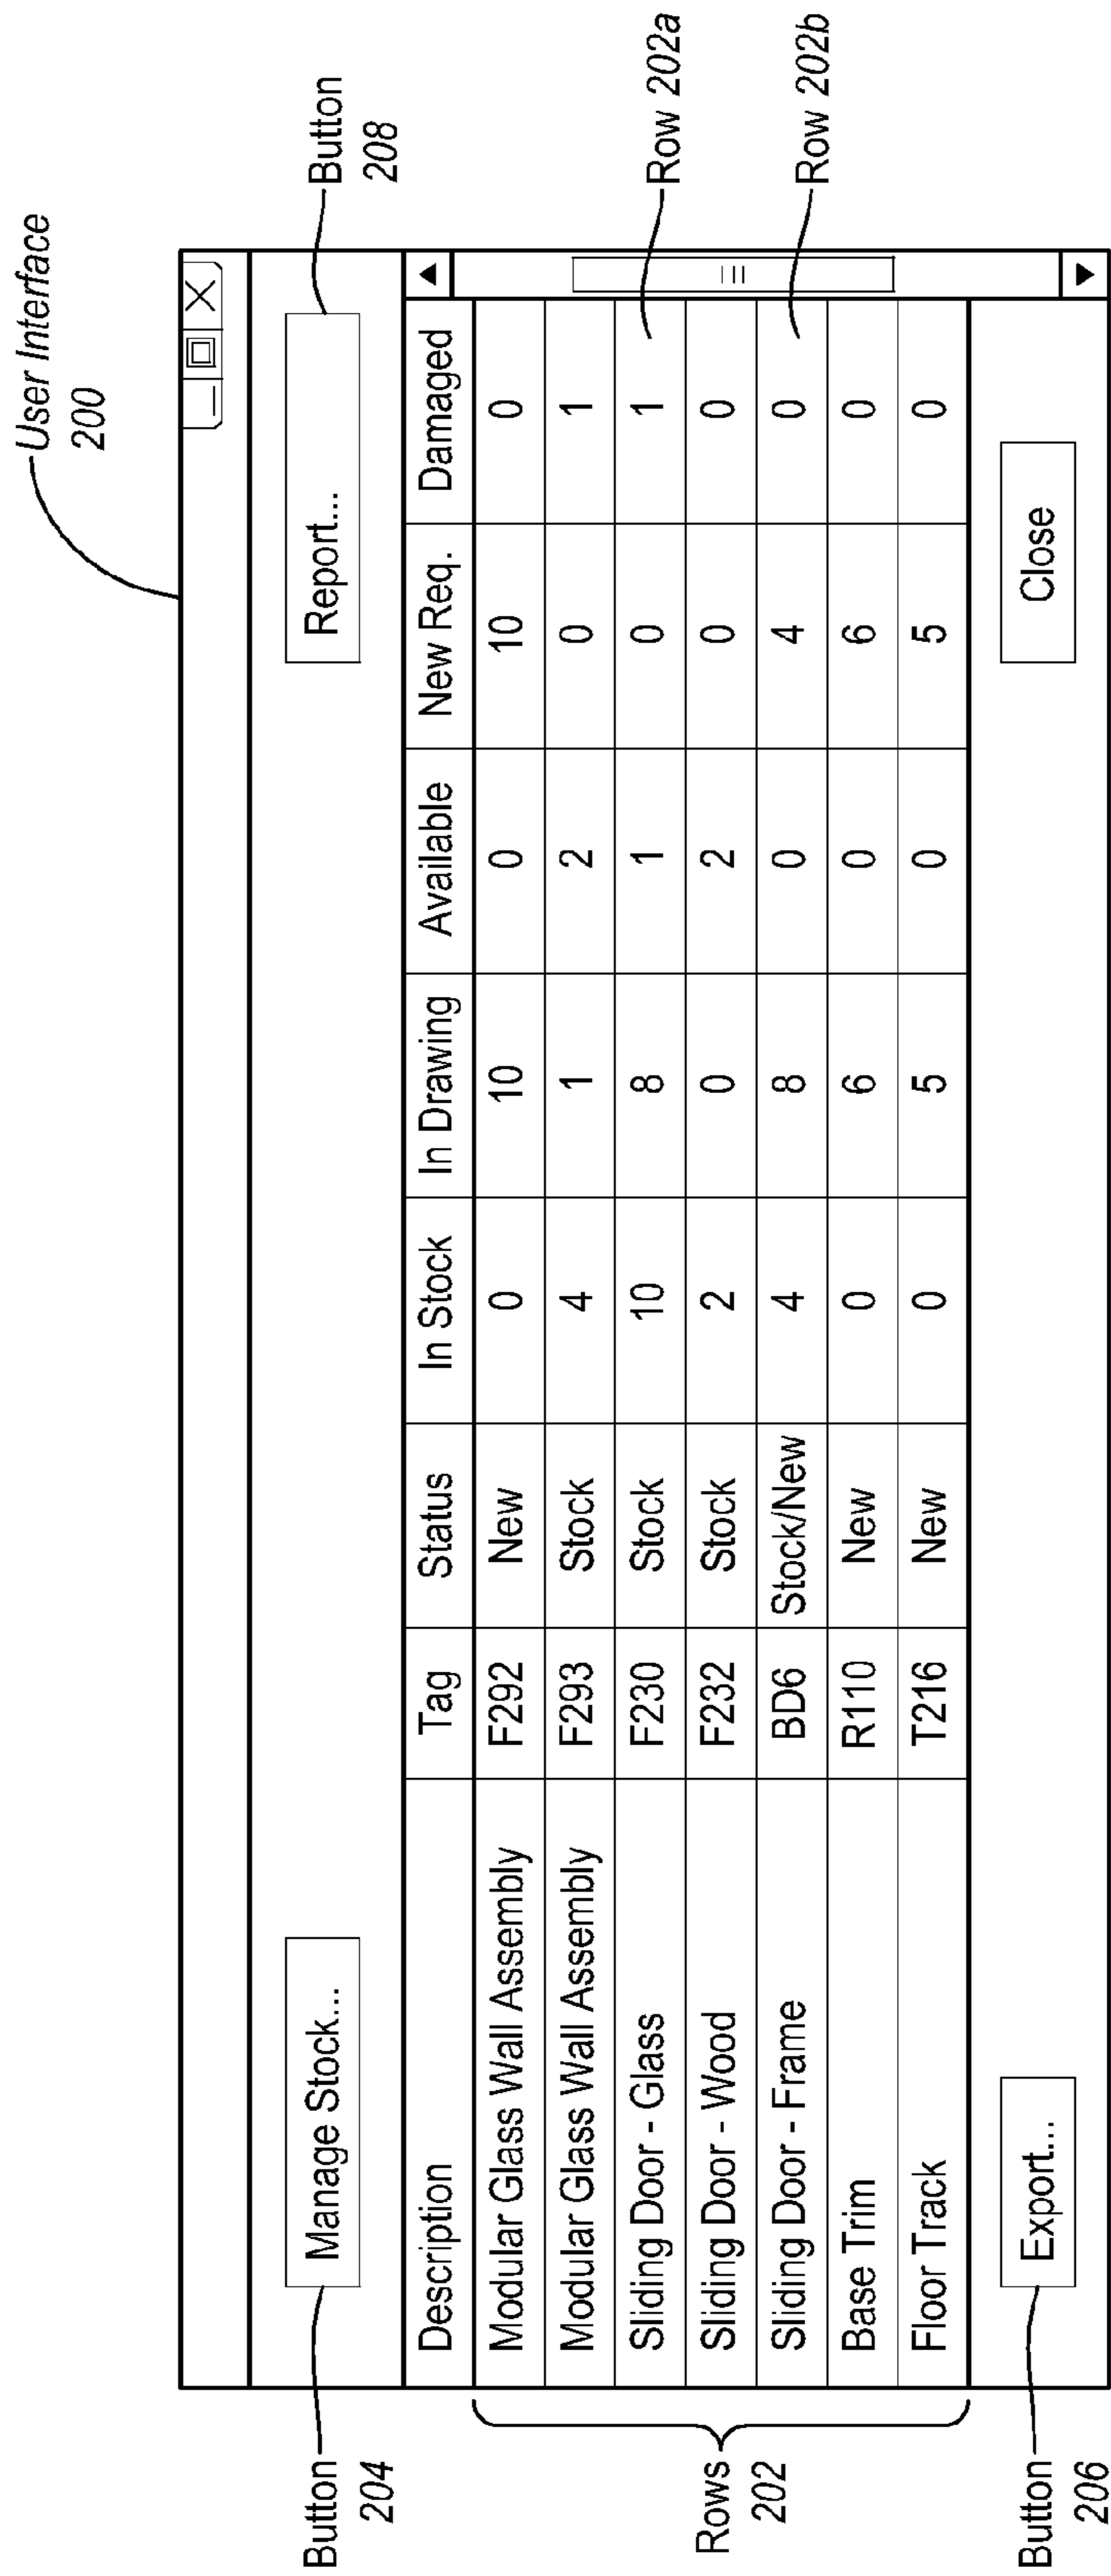 User Interface
200
Button
204
Manage Stock...
Report...
Button
208
Description Tag Status In Stock In Drawing Available New Req. Damaged
Modular Glass Wall Assembly F292 New 0 10 0 10 0
Modular Glass Wall Assembly F293 Stock 4 1 2 0 1
Sliding Door - Glass F230 Stock 10 8 1 0 1
Sliding Door - Wood F232 Stock 2 0 2 0 0
Sliding Door - Frame BD6 Stock/New 4 8 0 4 0
Base Trim R110 New 0 6 0 6 0
Floor Track T216 New 0 5 0 5 0
Rows
202
Row 202a
Row 202b
Button
206
Export...
Close